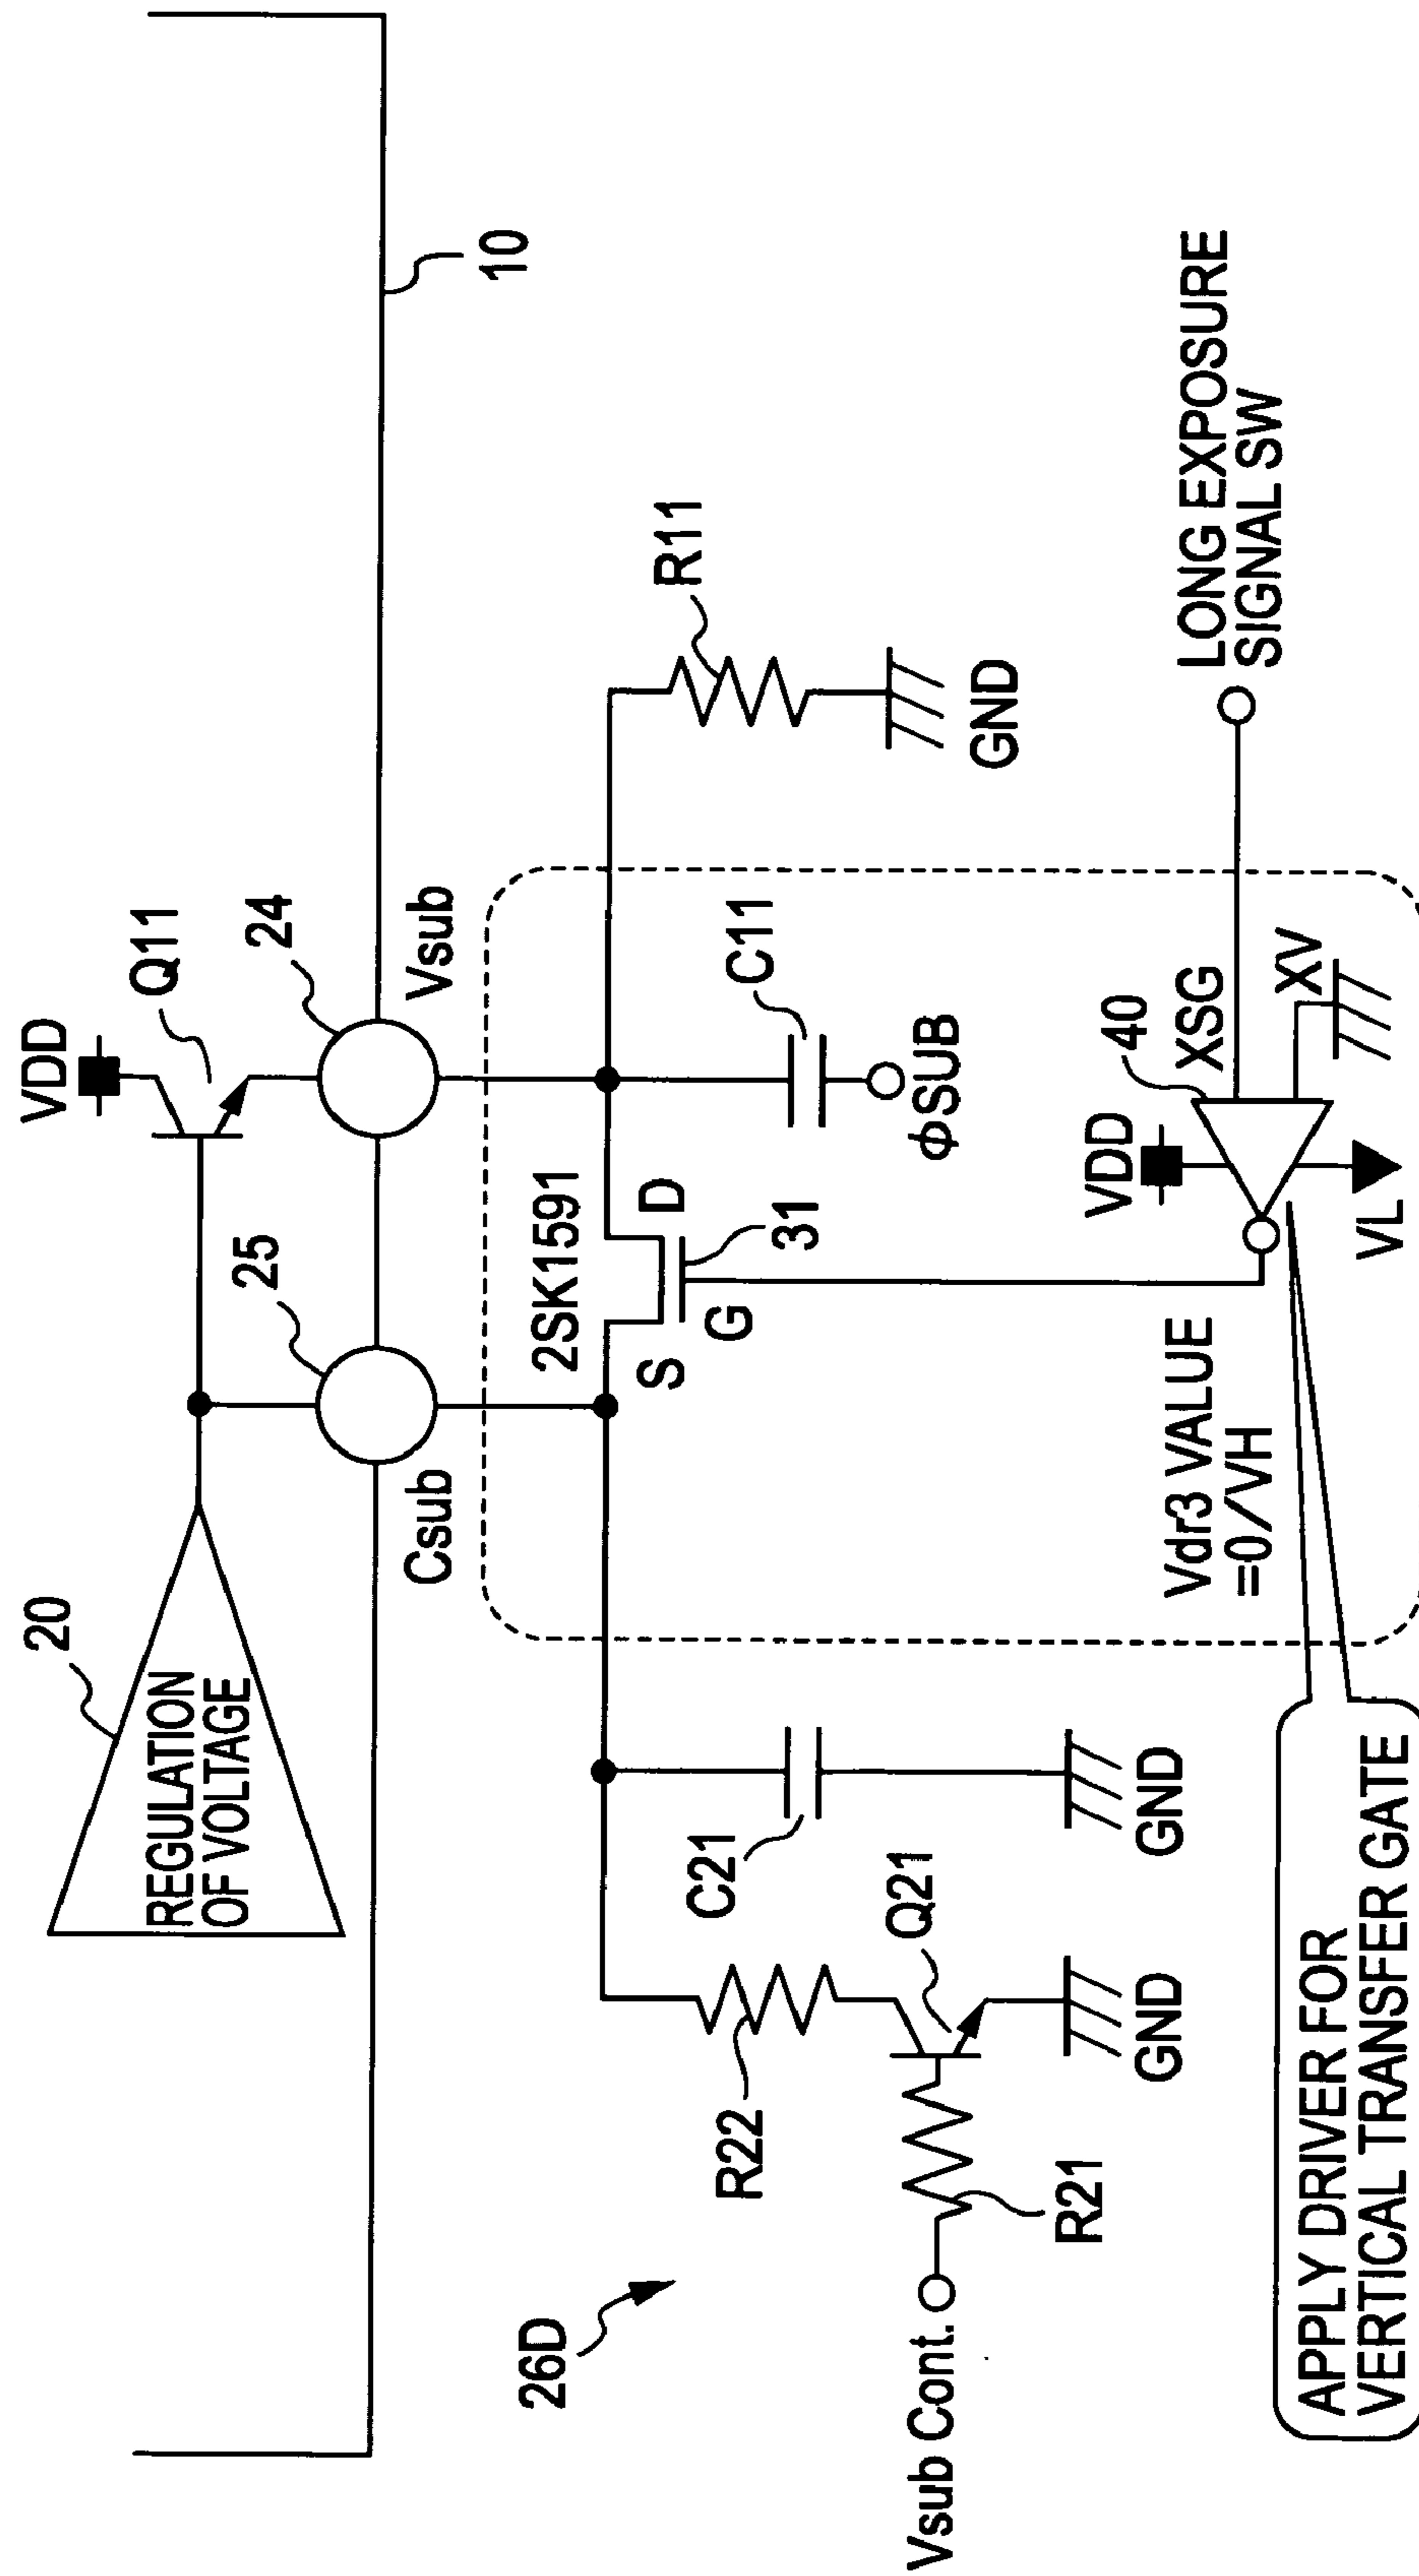 VDD
Q11
24
Vsub
20
REGULATION
OF VOLTAGE
25
Csub
10
26D
R22
C21
Q21
R21
Vsub Cont.
GND
GND
2SK1591
S
D
G
31
C11
φSUB
R11
GND
Vdr3 VALUE
=0/VH
VDD
40
XSG
XV
VL
LONG EXPOSURE
SIGNAL SW
APPLY DRIVER FOR
VERTICAL TRANSFER GATE